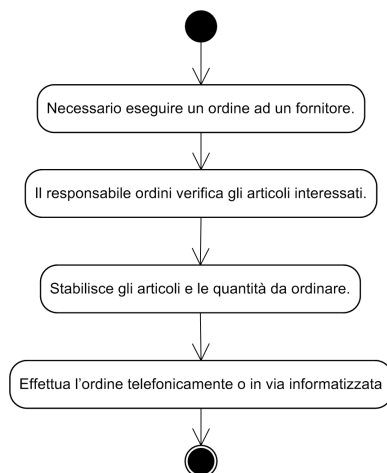 Necessario eseguire un ordine ad un fornitore.
Il responsabile ordini verifica gli articoli interessati.
Stabilisce gli articoli e le quantità da ordinare.
Effettua l'ordine telefonicamente o in via informatizzata